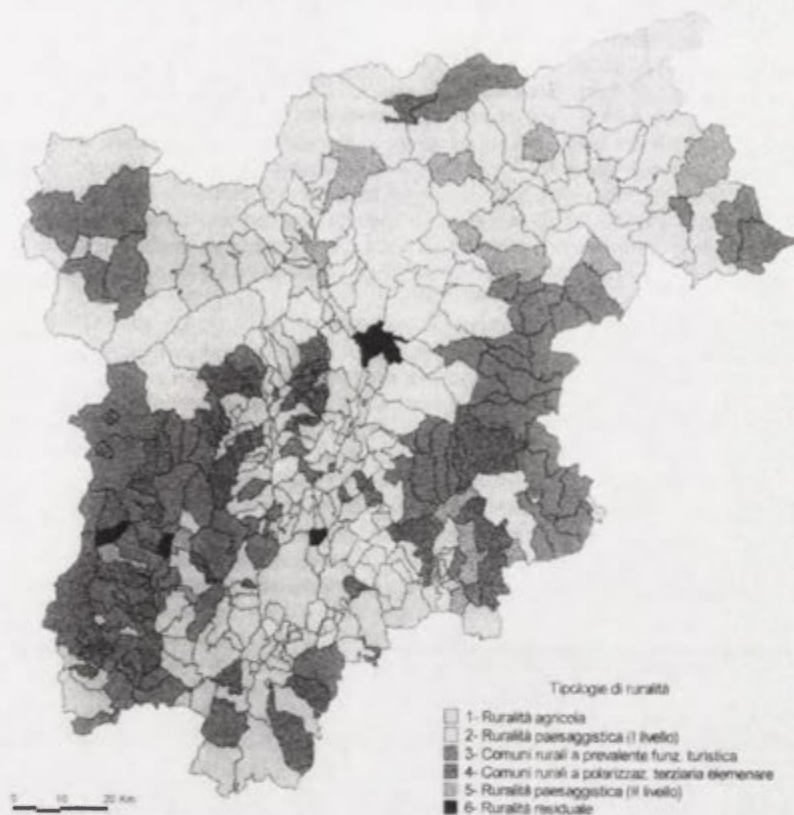 Tipologie di ruralità
1- Ruralità agricola
2- Ruralità paesaggistica (I livello)
3- Comuni rurali a prevalente funz. turistica
4- Comuni rurali a polarizzaz. terziaria elemenare
5- Ruralità paesaggistica (II livello)
6- Ruralità residuale
0 10 20 Km